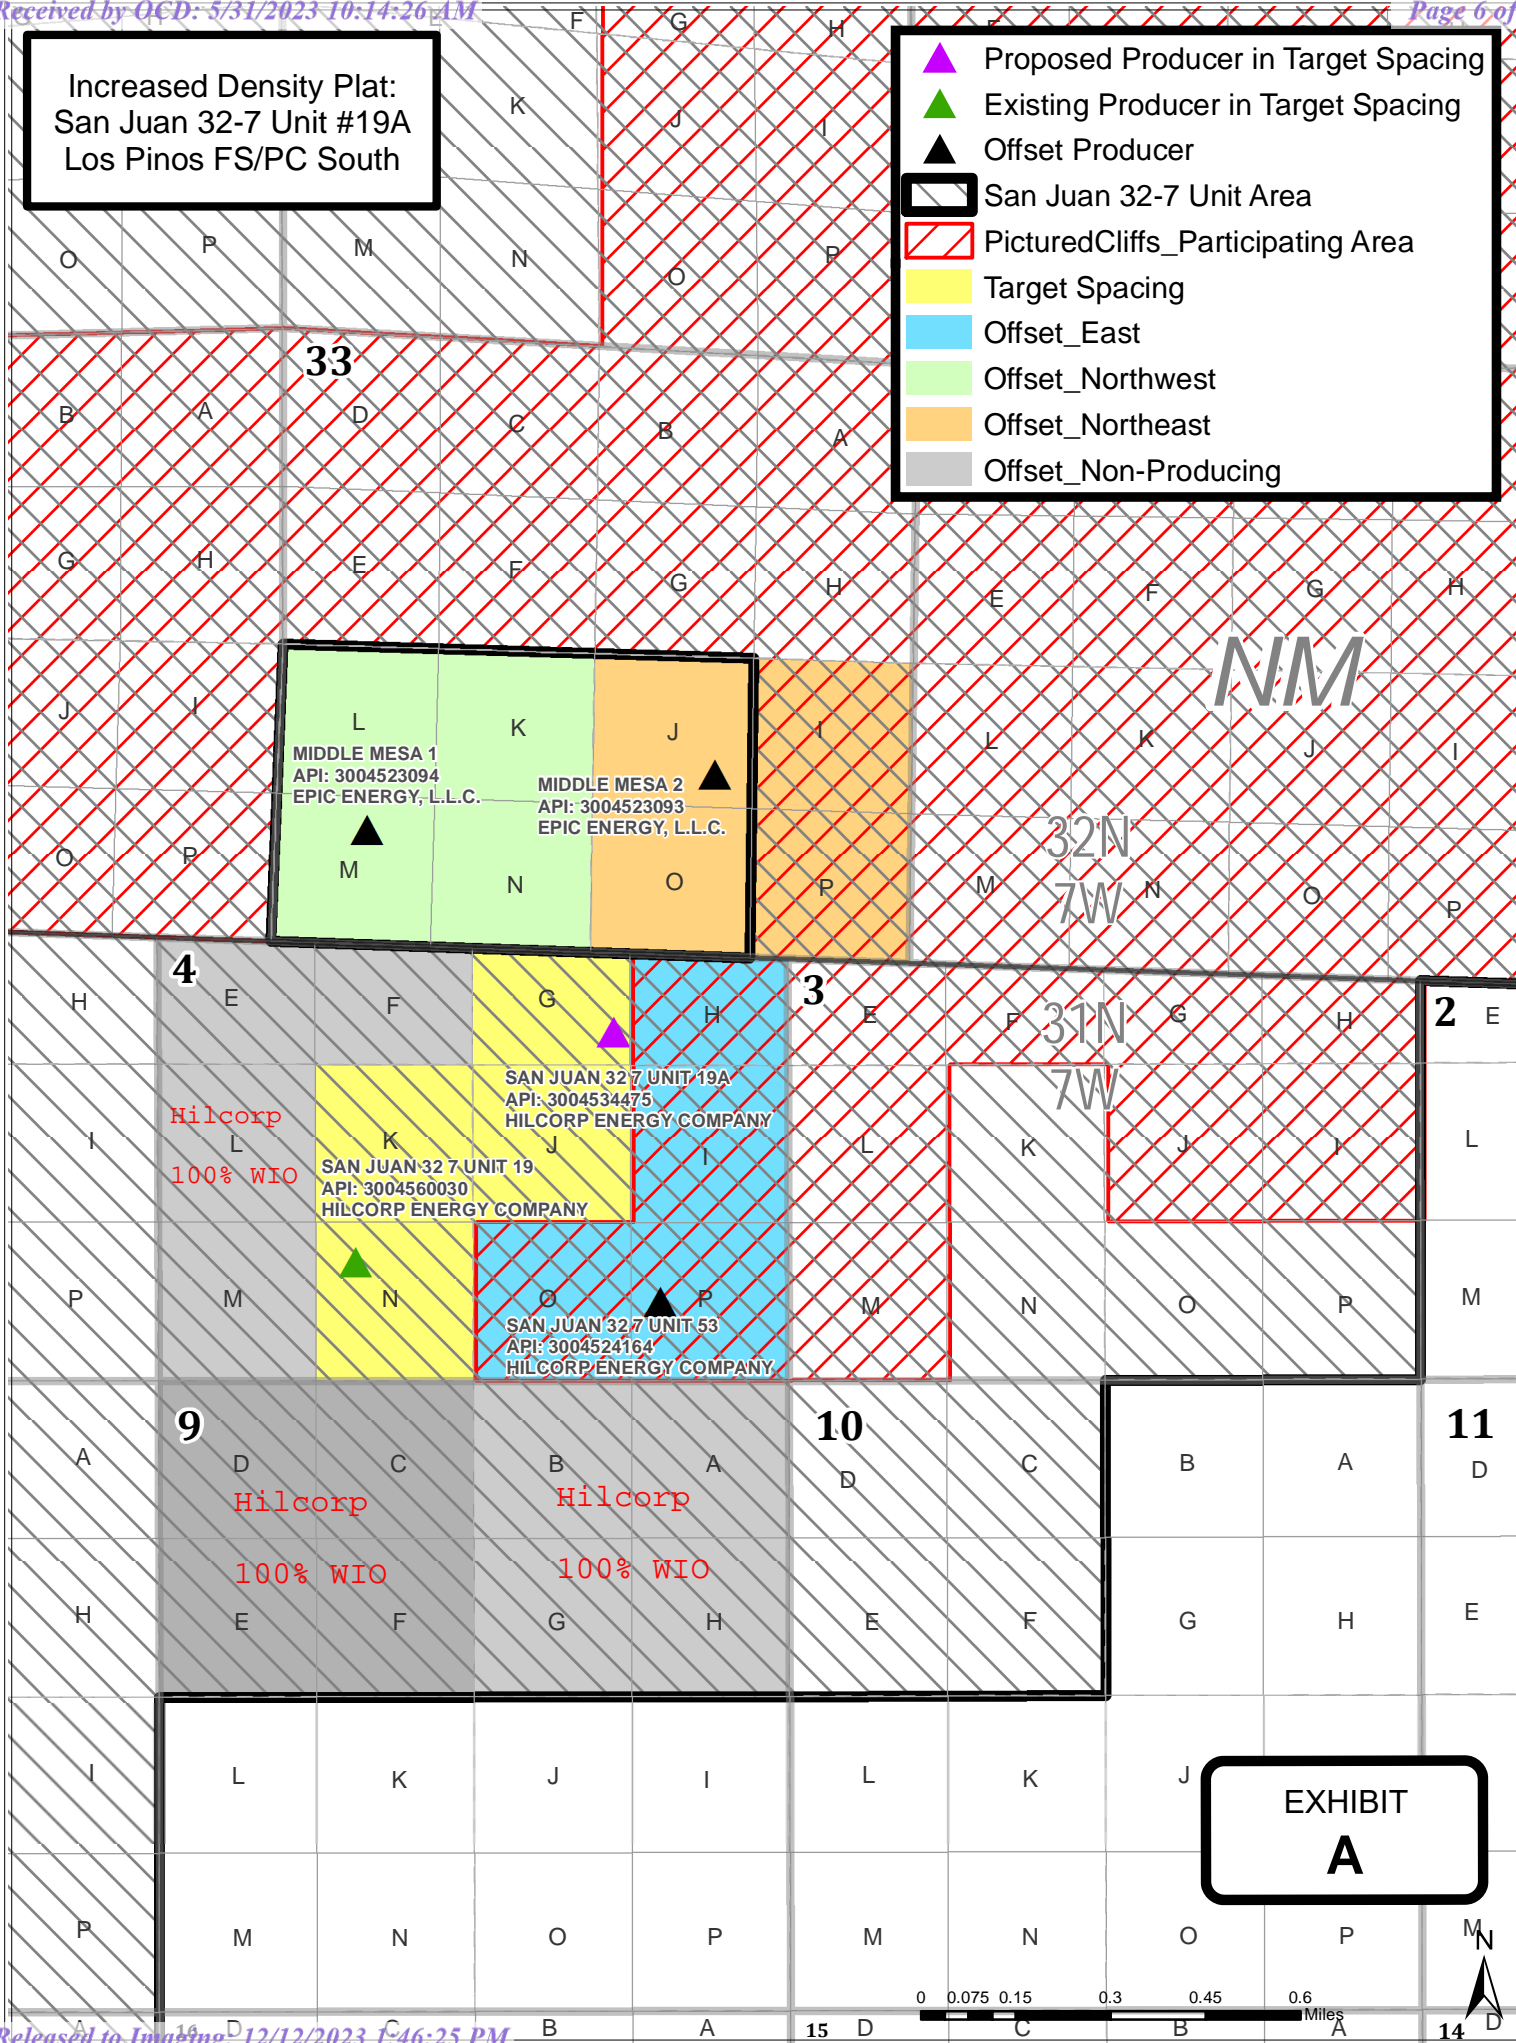 Received by OCD: 5/31/2023 10:14:26 AM
Page 6 of
Increased Density Plat:
San Juan 32-7 Unit #19A
Los Pinos FS/PC South
Proposed Producer in Target Spacing
Existing Producer in Target Spacing
Offset Producer
San Juan 32-7 Unit Area
PicturedCliffs_Participating Area
Target Spacing
Offset_East
Offset_Northwest
Offset_Northeast
Offset_Non-Producing
F G H
K J I
O P M N O P
33
B A D C B A
G H E F G H E F G H
NM
J I L K J I L K J I
MIDDLE MESA 1
API: 3004523094
EPIC ENERGY, L.L.C.
MIDDLE MESA 2
API: 3004523093
EPIC ENERGY, L.L.C.
32N
7W
O P M N O P M N O P
4 3 2
H E F G H E F G H E
31N
7W
SAN JUAN 32 7 UNIT 19A
API: 3004534475
HILCORP ENERGY COMPANY
Hilcorp
100% WIO
I L K J I L K J I L
SAN JUAN 32 7 UNIT 19
API: 3004560030
HILCORP ENERGY COMPANY
P M N O P M N O P M
SAN JUAN 32 7 UNIT 53
API: 3004524164
HILCORP ENERGY COMPANY
9 10 11
A D C B A D C B A D
Hilcorp
100% WIO
Hilcorp
100% WIO
H E F G H E F G H E
I L K J I L K J
EXHIBIT
A
P M N O P M N O P M
N
0 0.075 0.15 0.3 0.45 0.6
Miles
A 16 D C B A 15 D C B A 14 D
Released to Imaging: 12/12/2023 1:46:25 PM